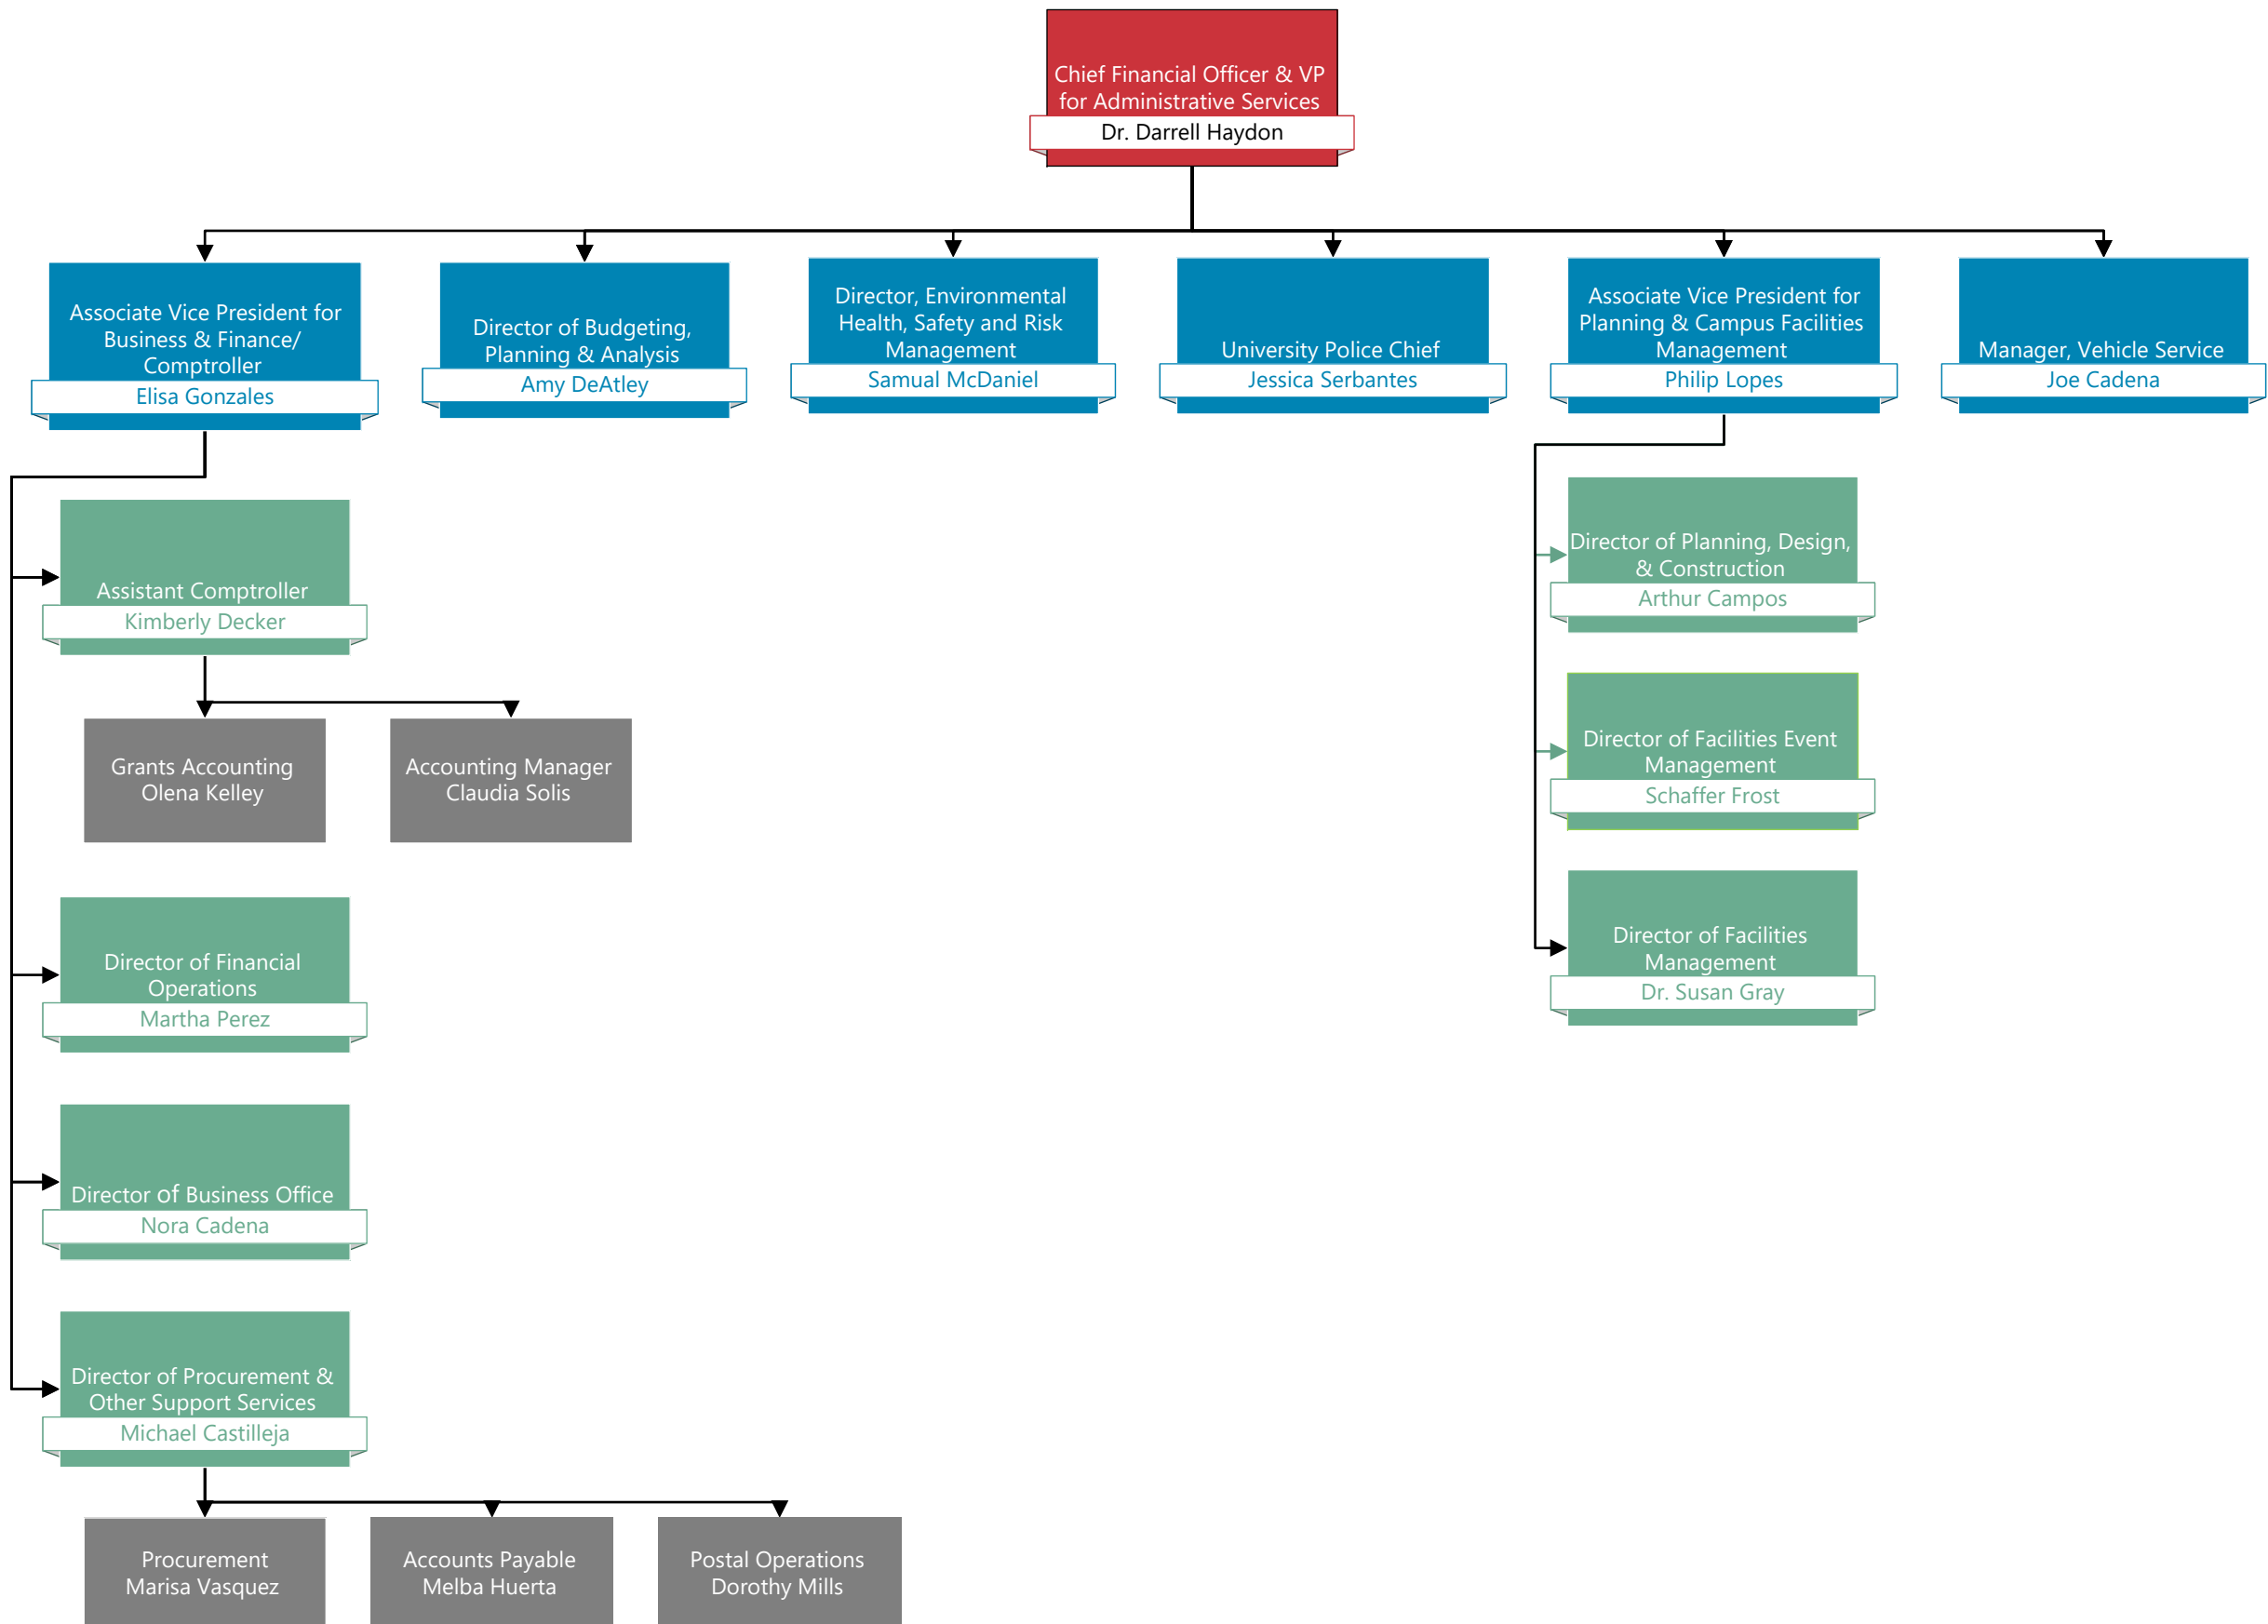 Chief Financial Officer & VP
for Administrative Services
Dr. Darrell Haydon
Associate Vice President for
Business & Finance/
Comptroller
Elisa Gonzales
Director of Budgeting,
Planning & Analysis
Amy DeAtley
Director, Environmental
Health, Safety and Risk
Management
Samual McDaniel
University Police Chief
Jessica Serbantes
Associate Vice President for
Planning & Campus Facilities
Management
Philip Lopes
Manager, Vehicle Service
Joe Cadena
Assistant Comptroller
Kimberly Decker
Grants Accounting
Olena Kelley
Accounting Manager
Claudia Solis
Director of Financial
Operations
Martha Perez
Director of Business Office
Nora Cadena
Director of Procurement &
Other Support Services
Michael Castilleja
Procurement
Marisa Vasquez
Accounts Payable
Melba Huerta
Postal Operations
Dorothy Mills
Director of Planning, Design,
& Construction
Arthur Campos
Director of Facilities Event
Management
Schaffer Frost
Director of Facilities
Management
Dr. Susan Gray